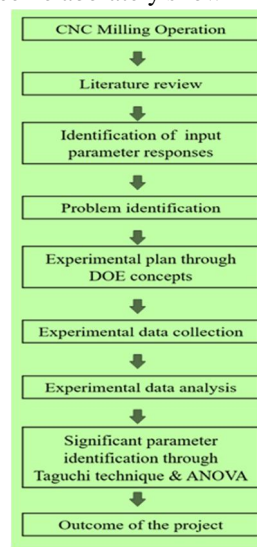 CNC Milling Operation
Literature review
Identification of input
parameter responses
Problem identification
Experimental plan through
DOE concepts
Experimental data collection
Experimental data analysis
Significant parameter
identification through
Taguchi technique & ANOVA
Outcome of the project